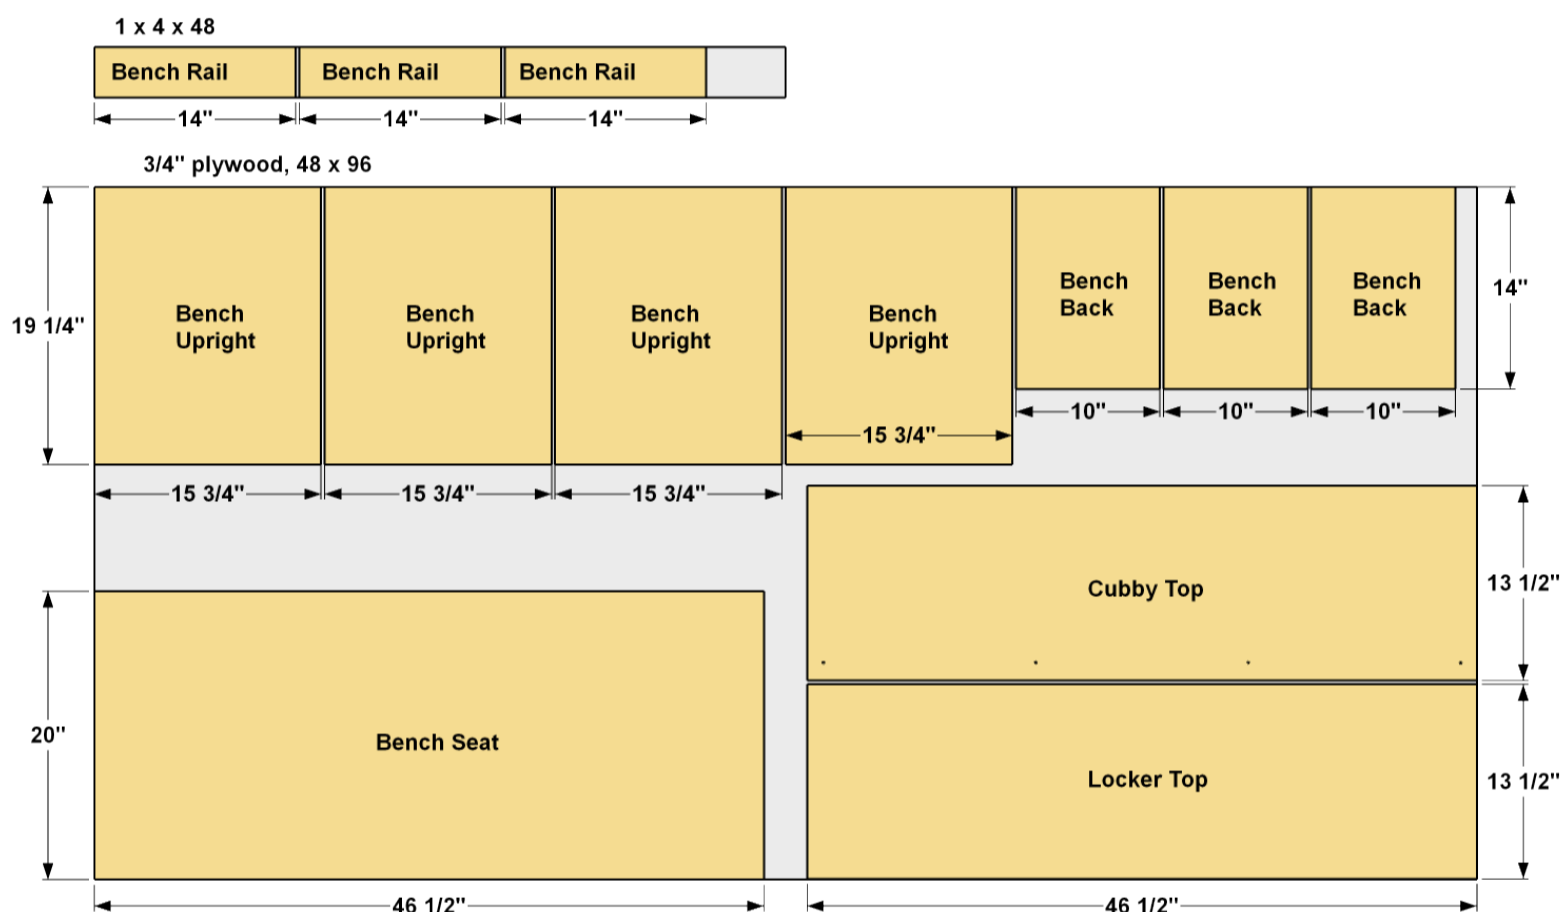 1 x 4 x 48
Bench Rail
Bench Rail
Bench Rail
14"
14"
14"
3/4" plywood, 48 x 96
19 1/4"
Bench
Upright
Bench
Upright
Bench
Upright
Bench
Upright
Bench
Back
Bench
Back
Bench
Back
14"
10"
10"
10"
15 3/4"
15 3/4"
15 3/4"
15 3/4"
Cubby Top
13 1/2"
20"
Bench Seat
Locker Top
13 1/2"
46 1/2"
46 1/2"